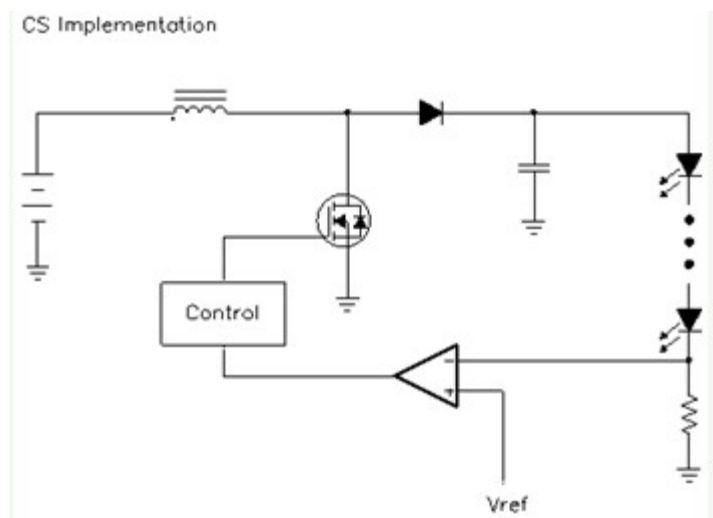 CS Implementation
Control
−
+
Vref